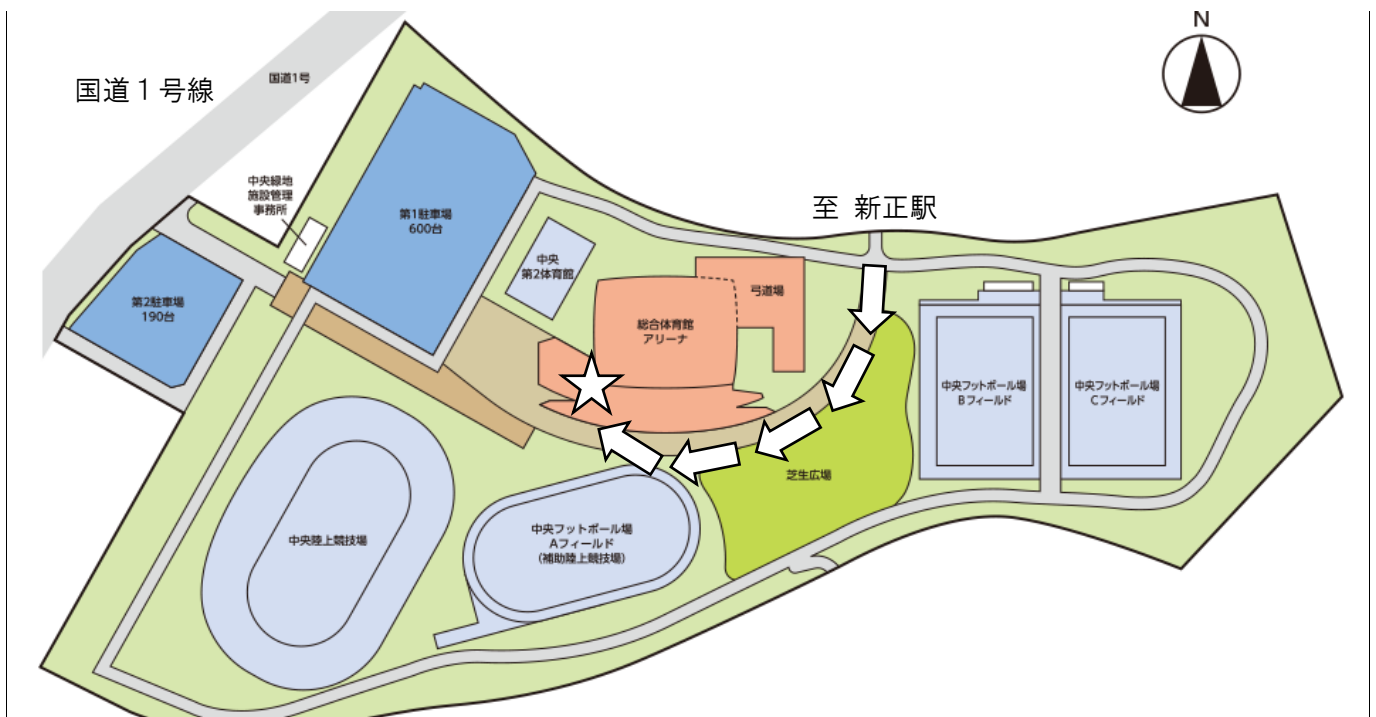 N
国道１号線
国道1号
中央緑地
施設管理
事務所
第1駐車場
600台
至 新正駅
中央
第2体育館
弓道場
第2駐車場
190台
総合体育館
アリーナ
中央フットボール場
Bフィールド
中央フットボール場
Cフィールド
芝生広場
中央陸上競技場
中央フットボール場
Aフィールド
(補助陸上競技場)